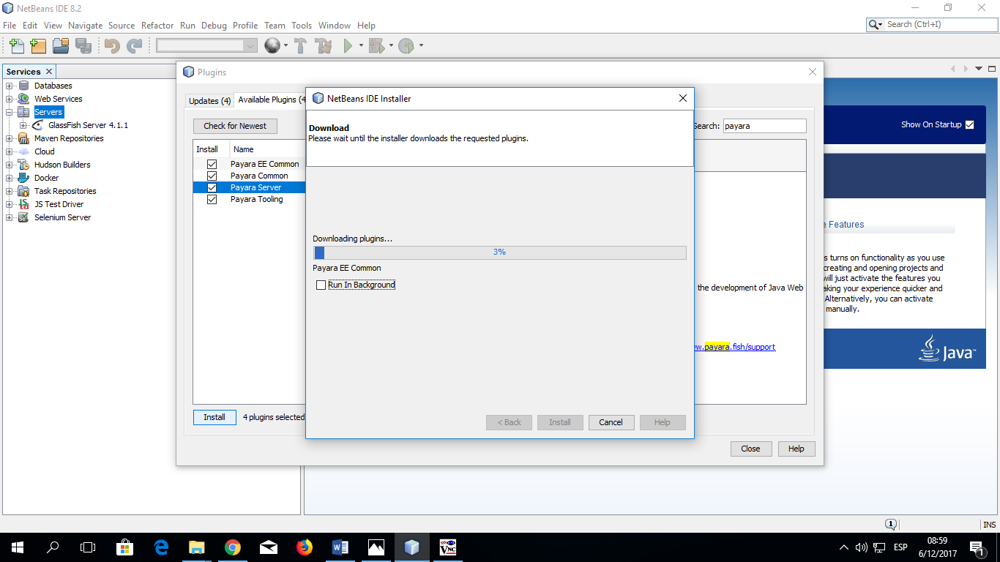 NetBeans IDE 8.2
File Edit View Navigate Source Refactor Run Debug Profile Team Tools Window Help
Search (Ctrl+I)
Services
Databases
Web Services
Servers
GlassFish Server 4.1.1
Maven Repositories
Cloud
Hudson Builders
Docker
Task Repositories
JS Test Driver
Selenium Server
Plugins
Updates (4) Available Plugins (4
Check for Newest
Search: payara
Install Name
Payara EE Common
Payara Common
Payara Server
Payara Tooling
the development of Java Web
w.payara.fish/support
Install 4 plugins selected
Close Help
NetBeans IDE Installer
Download
Please wait until the installer downloads the requested plugins.
Downloading plugins...
3%
Payara EE Common
Run In Background
< Back Install Cancel Help
Show On Startup
e Features
s turns on functionality as you use
creating and opening projects and
will just activate the features you
aking your experience quicker and
Alternatively, you can activate
manually.
Java™
1
INS
W
VNC
ESP
08:59
6/12/2017
1